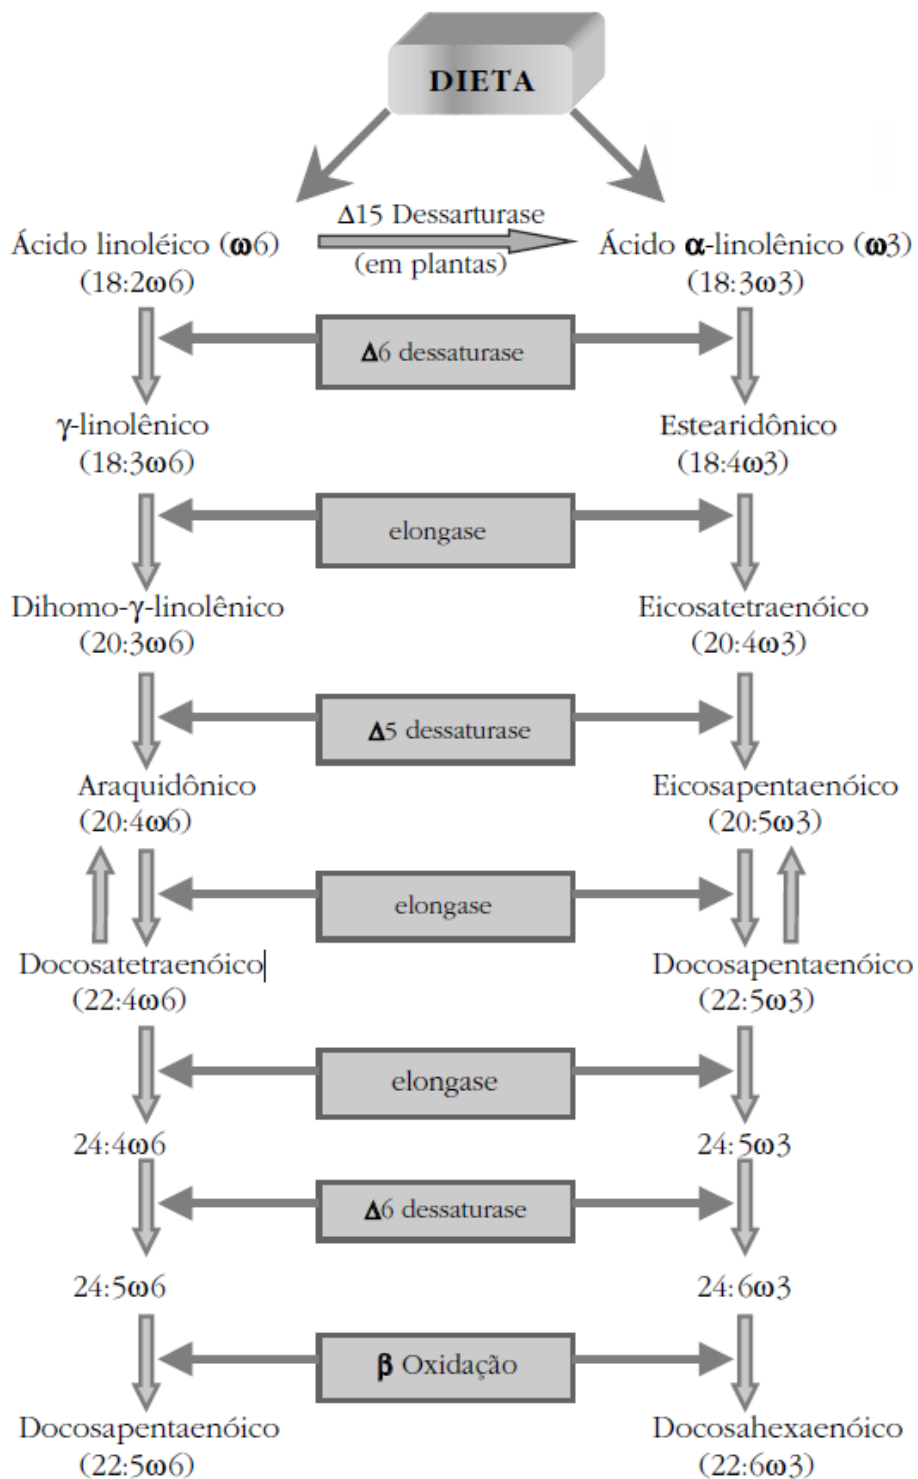 DIETA
Δ15 Dessarturase
Ácido linoléico (ω6)
(em plantas)
Ácido α-linolênico (ω3)
(18:2ω6)
(18:3ω3)
Δ6 dessaturase
γ-linolênico
Estearidônico
(18:3ω6)
(18:4ω3)
elongase
Dihomo-γ-linolênico
Eicosatetraenóico
(20:3ω6)
(20:4ω3)
Δ5 dessaturase
Araquidônico
Eicosapentaenóico
(20:4ω6)
(20:5ω3)
elongase
Docosatetraenóico
Docosapentaenóico
(22:4ω6)
(22:5ω3)
elongase
24:4ω6
24:5ω3
Δ6 dessaturase
24:5ω6
24:6ω3
β Oxidação
Docosapentaenóico
Docosahexaenóico
(22:5ω6)
(22:6ω3)